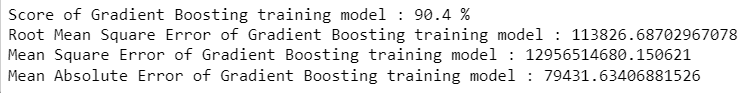 Score of Gradient Boosting training model : 90.4 %
Root Mean Square Error of Gradient Boosting training model : 113826.68702967078
Mean Square Error of Gradient Boosting training model : 12956514680.150621
Mean Absolute Error of Gradient Boosting training model : 79431.63406881526